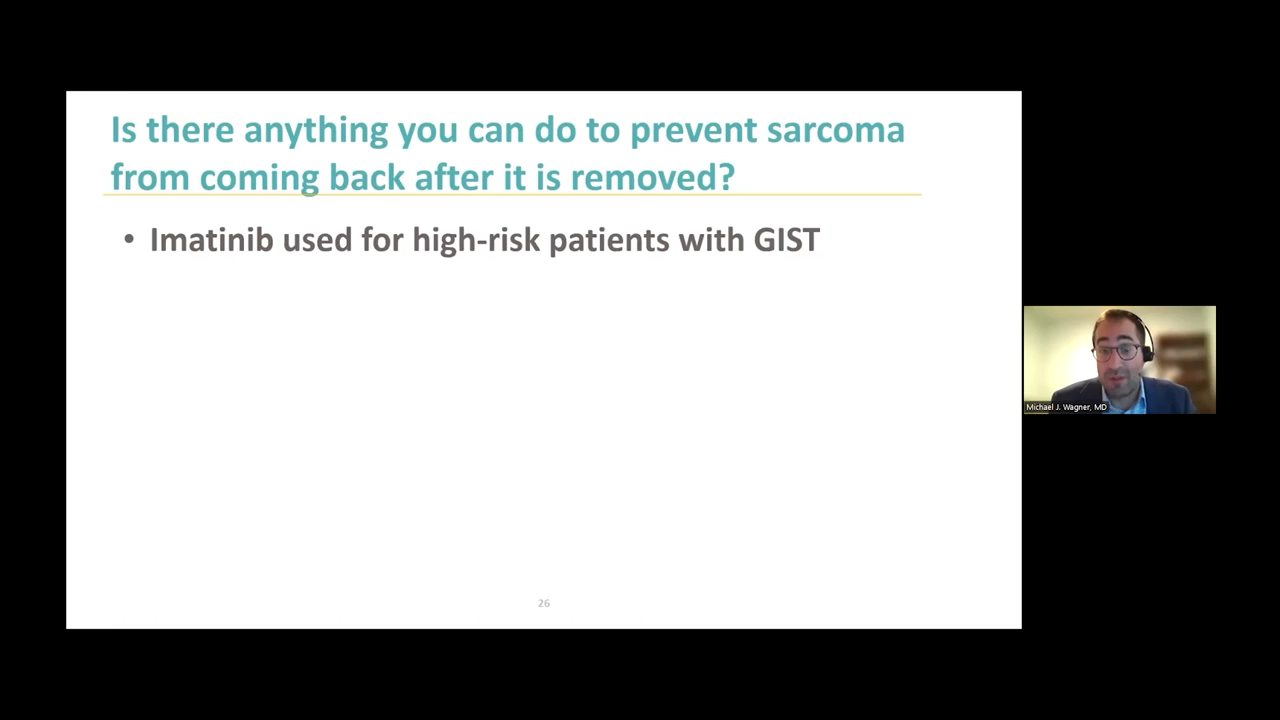 Is there anything you can do to prevent sarcoma
from coming back after it is removed?
• Imatinib used for high-risk patients with GIST
26
Michael J. Wagner, MD